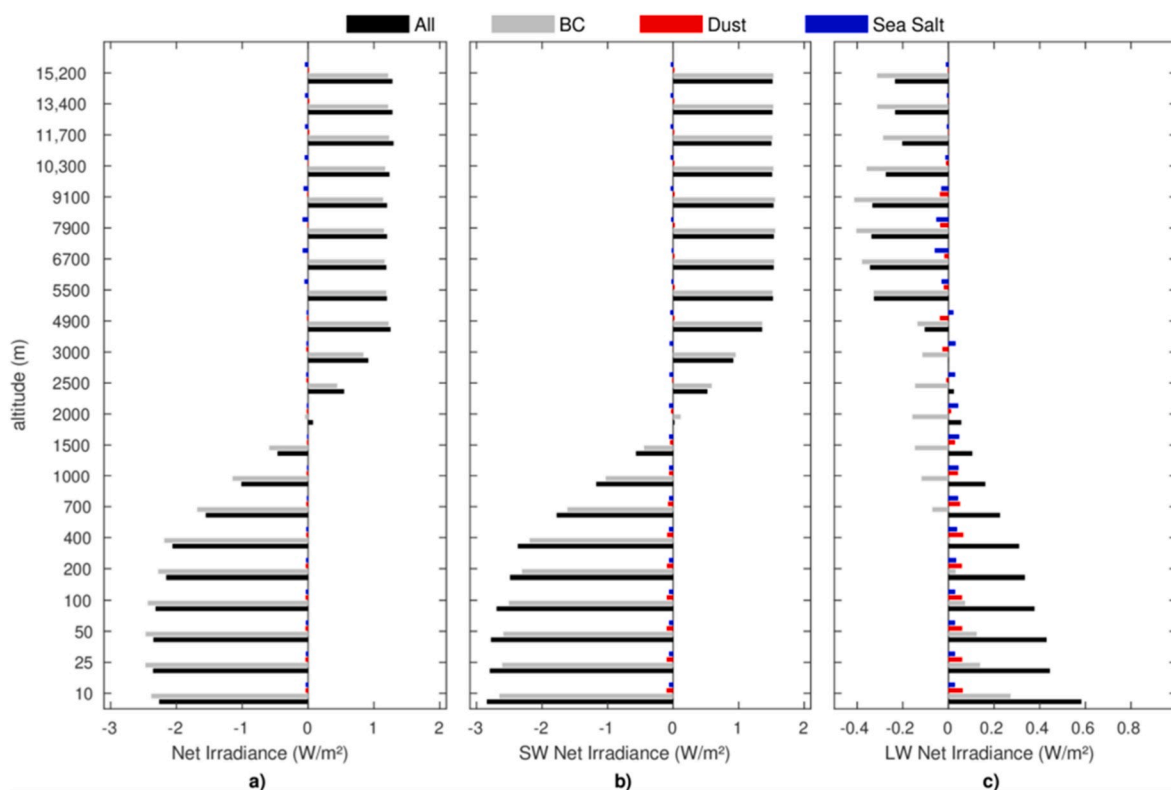 All BC Dust Sea Salt
altitude (m)
15,200
13,400
11,700
10,300
9100
7900
6700
5500
4900
3000
2500
2000
1500
1000
700
400
200
100
50
25
10
-3 -2 -1 0 1 2
Net Irradiance (W/m²)
a)
-3 -2 -1 0 1 2
SW Net Irradiance (W/m²)
b)
-0.4 -0.2 0 0.2 0.4 0.6 0.8
LW Net Irradiance (W/m²)
c)